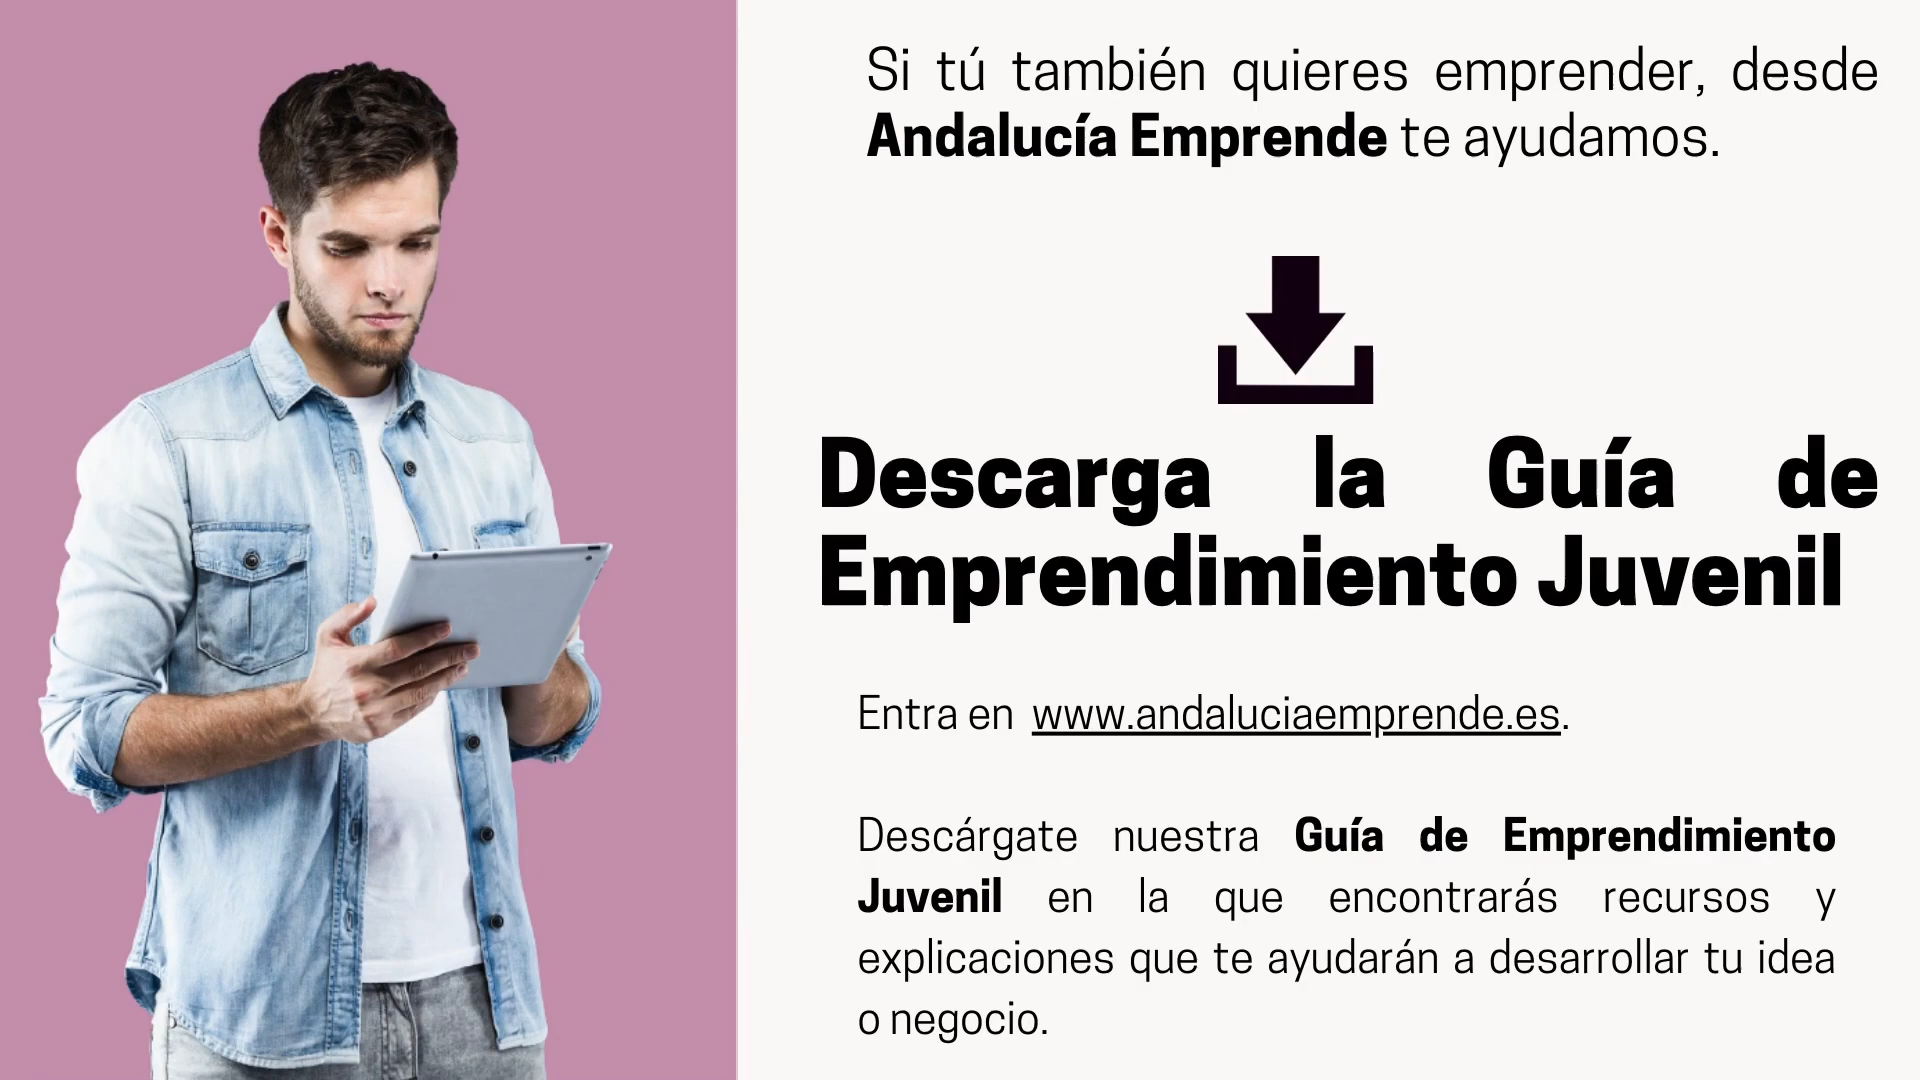 Si tú también quieres emprender, desde
Andalucía Emprende te ayudamos.
Descarga la Guía de
Emprendimiento Juvenil
Entra en www.andaluciaemprende.es.
Descárgate nuestra Guía de Emprendimiento
Juvenil en la que encontrarás recursos y
explicaciones que te ayudarán a desarrollar tu idea
o negocio.